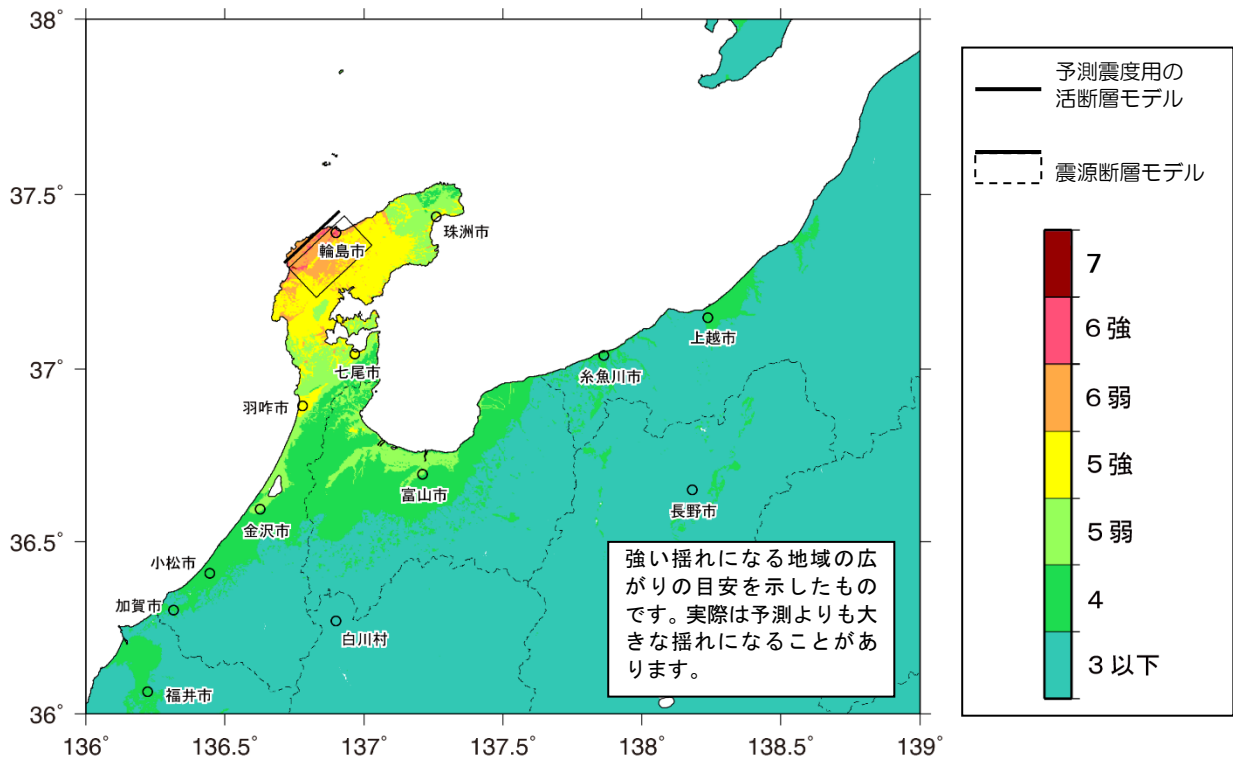 38°
37.5°
37°
36.5°
36°
136°
136.5°
137°
137.5°
138°
138.5°
139°
輪島市
珠洲市
七尾市
羽咋市
上越市
糸魚川市
富山市
金沢市
長野市
小松市
加賀市
白川村
福井市
強い揺れになる地域の広
がりの目安を示したもの
です。実際は予測よりも大
きな揺れになることがあ
ります。
予測震度用の
活断層モデル
震源断層モデル
7
6強
6弱
5強
5弱
4
3以下